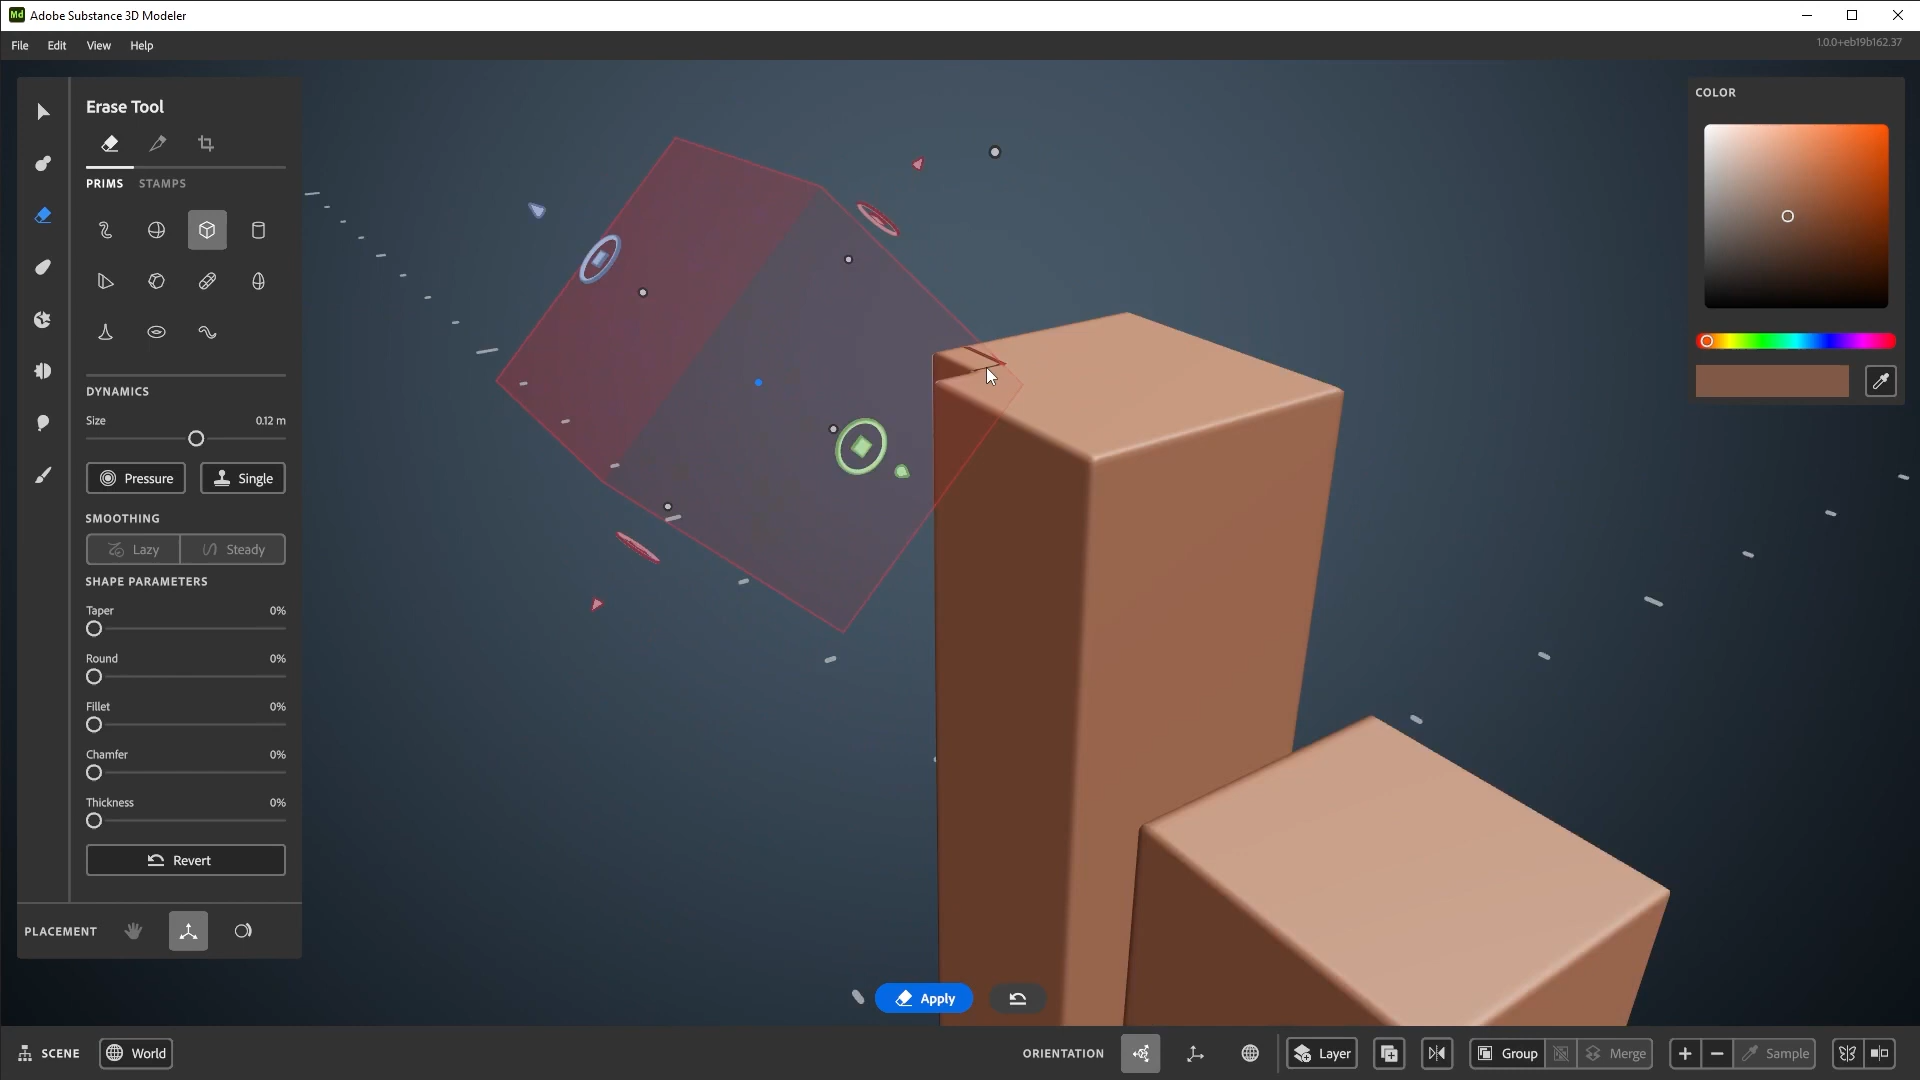 Adobe Substance 3D Modeler
File Edit View Help
1.0.0+eb19b162.37
Erase Tool
PRIMS STAMPS
DYNAMICS
Size 0.12 m
Pressure Single
SMOOTHING
Lazy Steady
SHAPE PARAMETERS
Taper 0%
Round 0%
Fillet 0%
Chamfer 0%
Thickness 0%
Revert
PLACEMENT
COLOR
Apply
SCENE World
ORIENTATION Layer Group Merge Sample